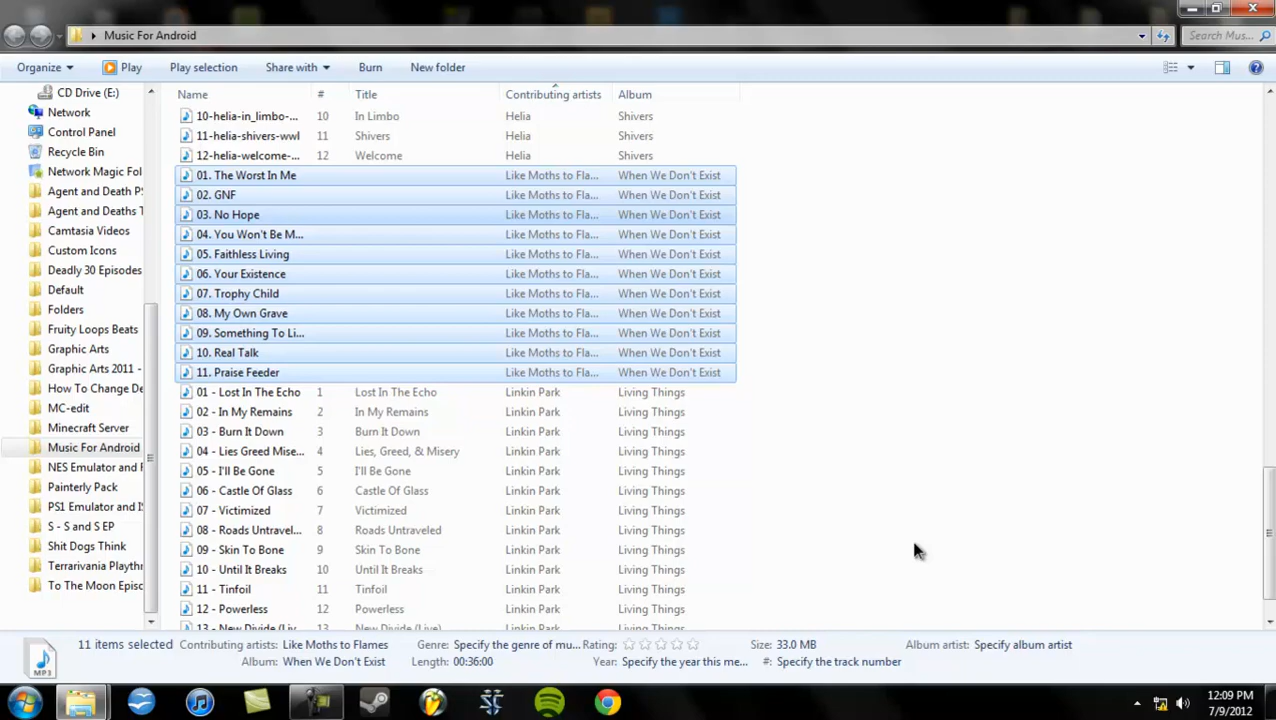 Music For Android
Search Mus...
Organize Play Play selection Share with Burn New folder
CD Drive (E:)
Network
Control Panel
Recycle Bin
Network Magic Fol
Agent and Death PS
Agent and Deaths T
Camtasia Videos
Custom Icons
Deadly 30 Episodes
Default
Folders
Fruity Loops Beats
Graphic Arts
Graphic Arts 2011 -
How To Change De
MC-edit
Minecraft Server
Music For Android
NES Emulator and F
Painterly Pack
PS1 Emulator and IS
S - S and S EP
Shit Dogs Think
Terrarivania Playth
To The Moon Episc
Name # Title Contributing artists Album
10-helia-in_limbo-... 10 In Limbo Helia Shivers
11-helia-shivers-wwl 11 Shivers Helia Shivers
12-helia-welcome-... 12 Welcome Helia Shivers
01. The Worst In Me Like Moths to Fla... When We Don't Exist
02. GNF Like Moths to Fla... When We Don't Exist
03. No Hope Like Moths to Fla... When We Don't Exist
04. You Won't Be M... Like Moths to Fla... When We Don't Exist
05. Faithless Living Like Moths to Fla... When We Don't Exist
06. Your Existence Like Moths to Fla... When We Don't Exist
07. Trophy Child Like Moths to Fla... When We Don't Exist
08. My Own Grave Like Moths to Fla... When We Don't Exist
09. Something To Li... Like Moths to Fla... When We Don't Exist
10. Real Talk Like Moths to Fla... When We Don't Exist
11. Praise Feeder Like Moths to Fla... When We Don't Exist
01 - Lost In The Echo 1 Lost In The Echo Linkin Park Living Things
02 - In My Remains 2 In My Remains Linkin Park Living Things
03 - Burn It Down 3 Burn It Down Linkin Park Living Things
04 - Lies Greed Mise... 4 Lies, Greed, & Misery Linkin Park Living Things
05 - I'll Be Gone 5 I'll Be Gone Linkin Park Living Things
06 - Castle Of Glass 6 Castle Of Glass Linkin Park Living Things
07 - Victimized 7 Victimized Linkin Park Living Things
08 - Roads Untravel... 8 Roads Untraveled Linkin Park Living Things
09 - Skin To Bone 9 Skin To Bone Linkin Park Living Things
10 - Until It Breaks 10 Until It Breaks Linkin Park Living Things
11 - Tinfoil 11 Tinfoil Linkin Park Living Things
12 - Powerless 12 Powerless Linkin Park Living Things
13 - New Divide (Liv... 13 New Divide (Live) Linkin Park Living Things
11 items selected Contributing artists: Like Moths to Flames Genre: Specify the genre of mu... Rating: Size: 33.0 MB Album artist: Specify album artist
Album: When We Don't Exist Length: 00:36:00 Year: Specify the year this me... #: Specify the track number
MP3
12:09 PM
7/9/2012